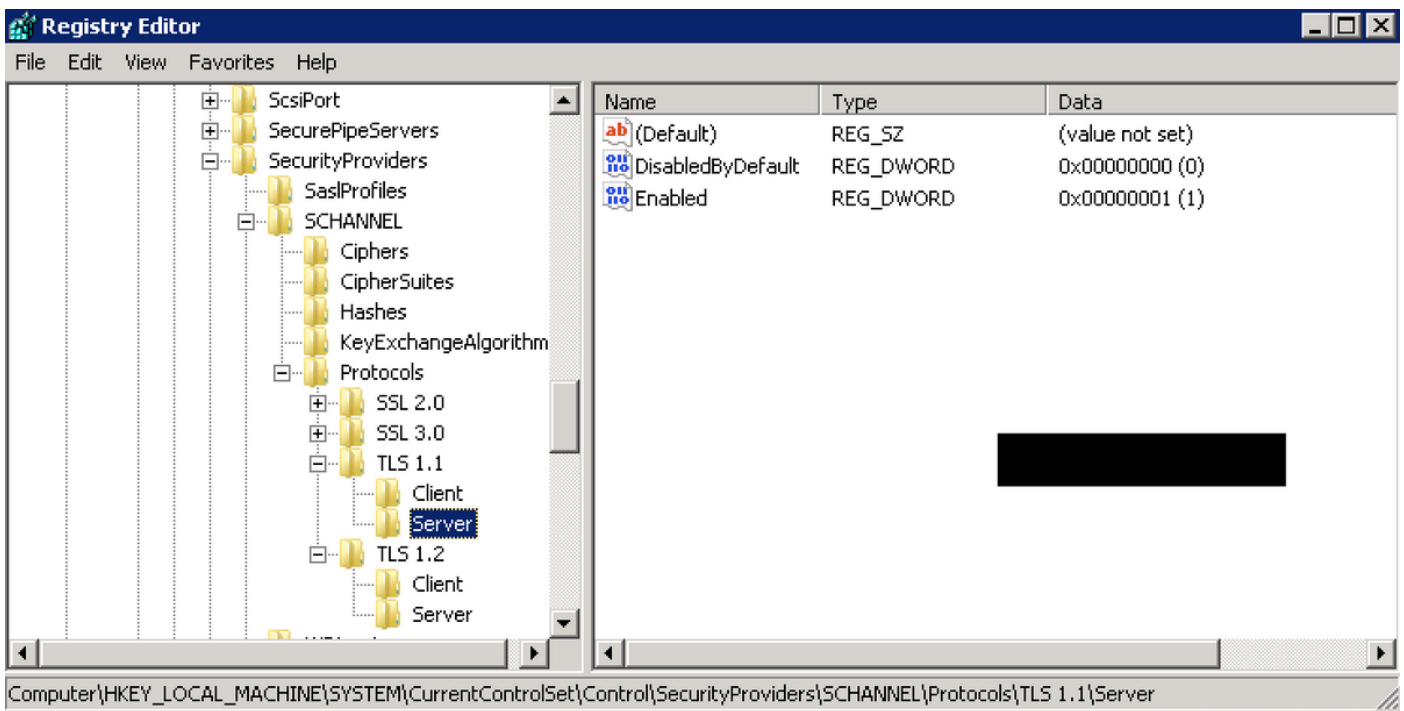 Registry Editor
File Edit View Favorites Help
ScsiPort
SecurePipeServers
SecurityProviders
SaslProfiles
SCHANNEL
Ciphers
CipherSuites
Hashes
KeyExchangeAlgorithm
Protocols
SSL 2.0
SSL 3.0
TLS 1.1
Client
Server
TLS 1.2
Client
Server
Name Type Data
(Default) REG_SZ (value not set)
DisabledByDefault REG_DWORD 0x00000000 (0)
Enabled REG_DWORD 0x00000001 (1)
Computer\HKEY_LOCAL_MACHINE\SYSTEM\CurrentControlSet\Control\SecurityProviders\SCHANNEL\Protocols\TLS 1.1\Server